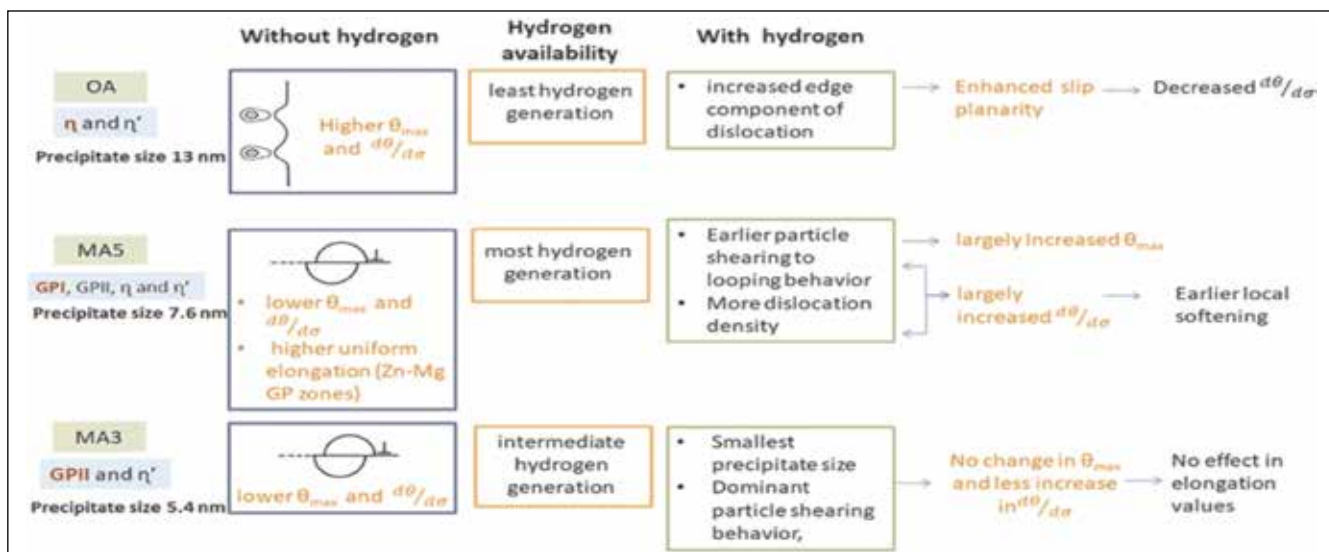 Without hydrogen
Hydrogen
availability
With hydrogen
OA
η and η’
Precipitate size 13 nm
Higher θmax
and dθ/dσ
least hydrogen
generation
• increased edge
component of
dislocation
Enhanced slip
planarity
Decreased dθ/dσ
MA5
GPI, GPII, η and η’
Precipitate size 7.6 nm
• lower θmax and
dθ/dσ
• higher uniform
elongation (Zn-Mg
GP zones)
most hydrogen
generation
• Earlier particle
shearing to
looping behavior
• More dislocation
density
largely Increased θmax
largely
increased dθ/dσ
Earlier local
softening
MA3
GPII and η’
Precipitate size 5.4 nm
lower θmax and dθ/dσ
intermediate
hydrogen
generation
• Smallest
precipitate size
• Dominant
particle shearing
behavior,
No change in θmax
and less increase
in dθ/dσ
No effect in
elongation
values